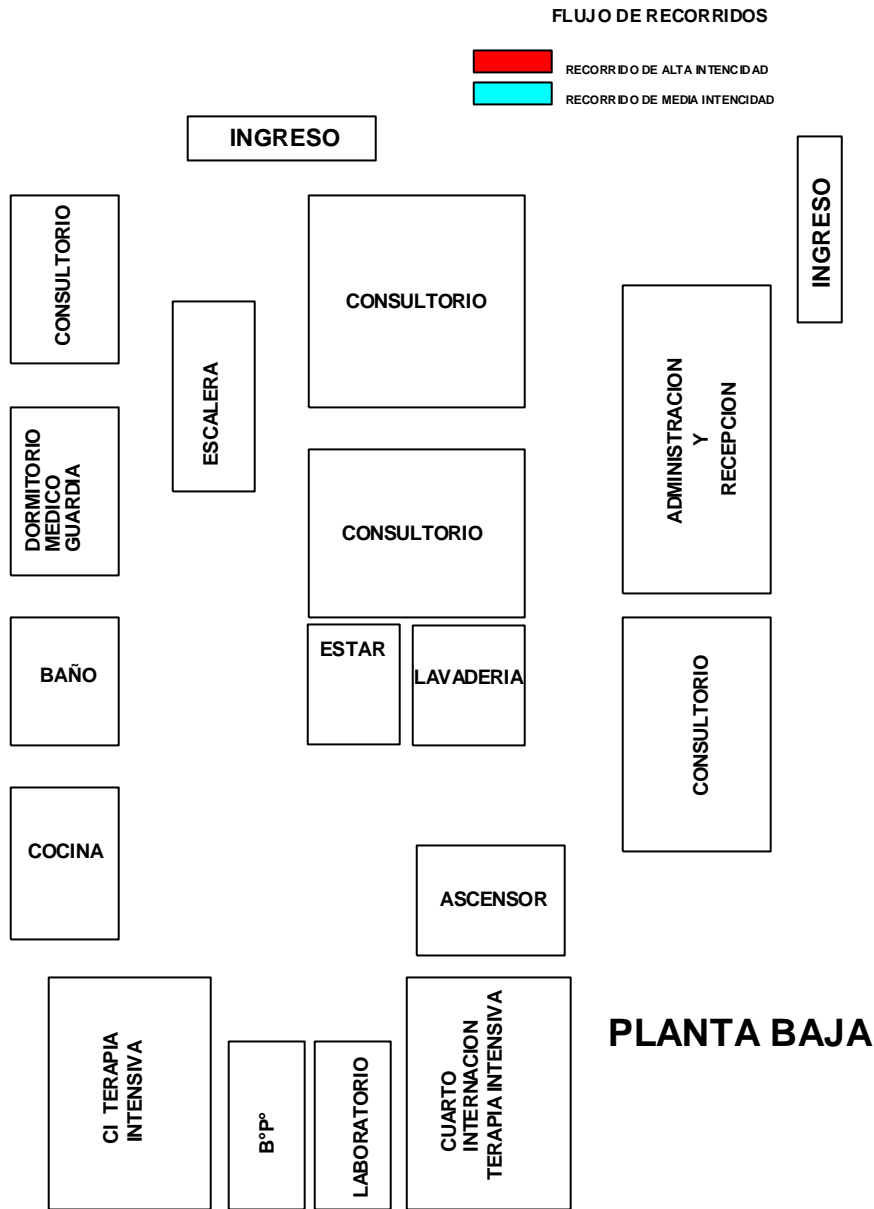 FLUJO DE RECORRIDOS
RECORRIDO DE ALTA INTENCIDAD
RECORRIDO DE MEDIA INTENCIDAD
INGRESO
INGRESO
CONSULTORIO
CONSULTORIO
ESCALERA
ADMINISTRACION
Y
RECEPCION
DORMITORIO
MEDICO
GUARDIA
CONSULTORIO
BAÑO
ESTAR
LAVADERIA
CONSULTORIO
COCINA
ASCENSOR
CI TERAPIA
INTENSIVA
B°P°
LABORATORIO
CUARTO
INTERNACION
TERAPIA INTENSIVA
PLANTA BAJA